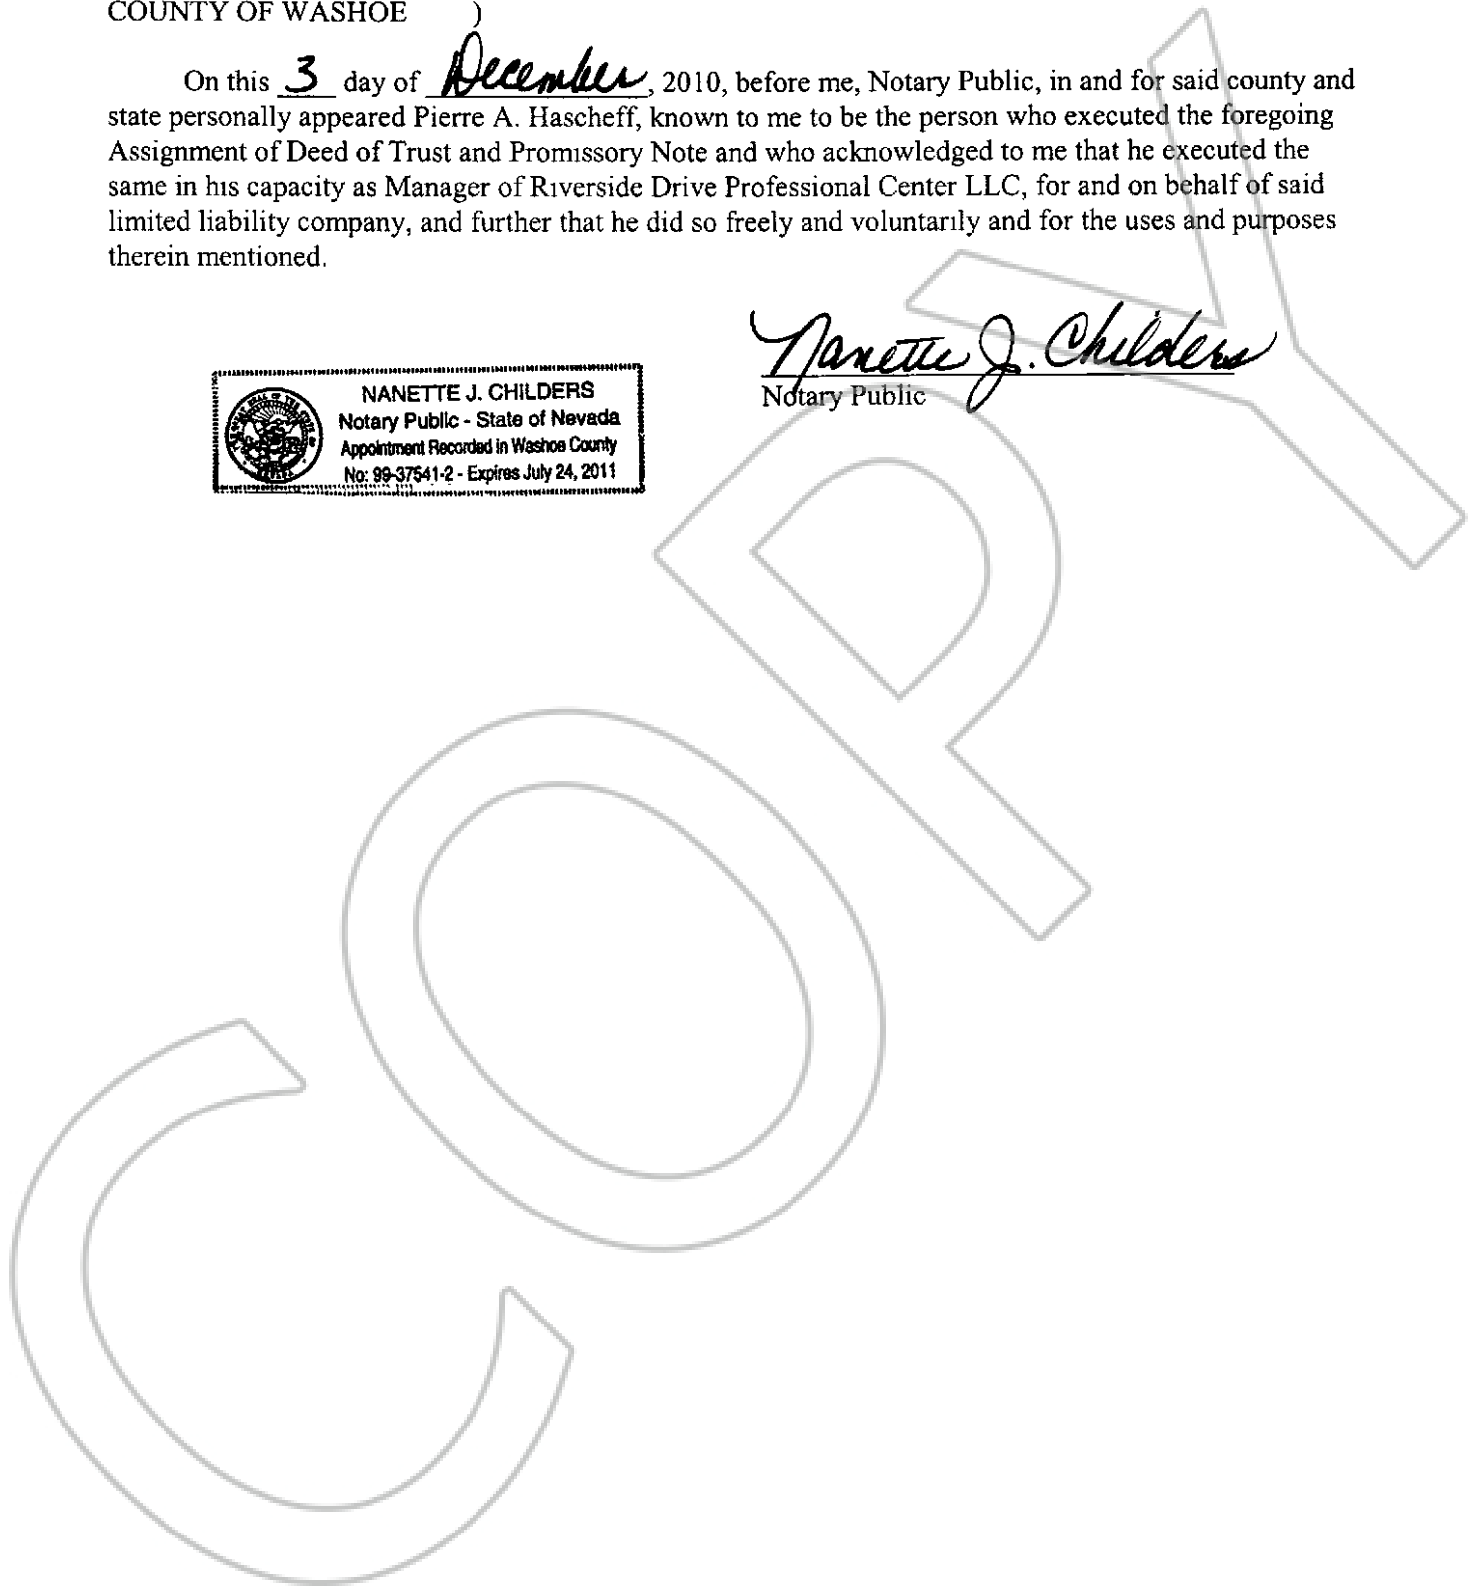 COUNTY OF WASHOE )
On this 3 day of December, 2010, before me, Notary Public, in and for said county and
state personally appeared Pierre A. Hascheff, known to me to be the person who executed the foregoing
Assignment of Deed of Trust and Promissory Note and who acknowledged to me that he executed the
same in his capacity as Manager of Riverside Drive Professional Center LLC, for and on behalf of said
limited liability company, and further that he did so freely and voluntarily and for the uses and purposes
therein mentioned.
Nanette J. Childers
Notary Public
NANETTE J. CHILDERS
Notary Public - State of Nevada
Appointment Recorded in Washoe County
No: 99-37541-2 - Expires July 24, 2011
COPY